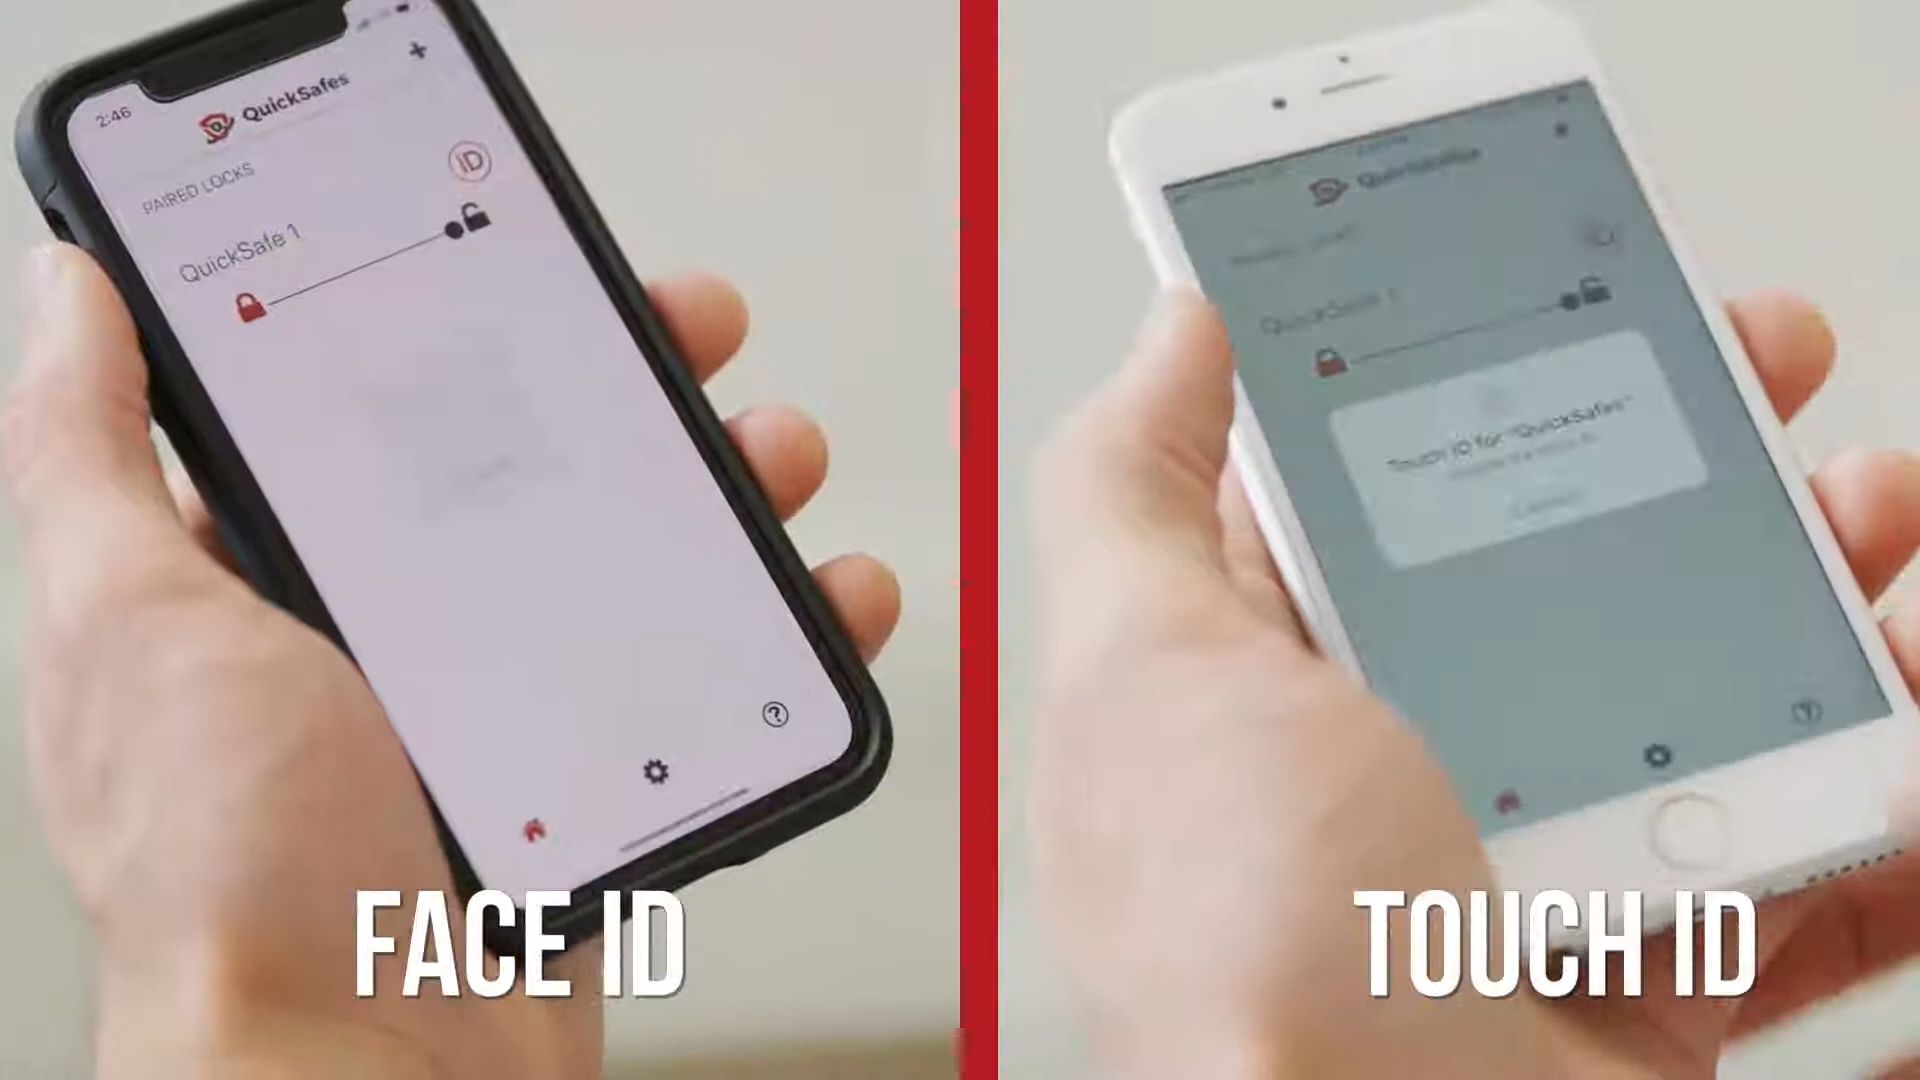 2:46
QuickSafes
PAIRED LOCKS
ID
QuickSafe 1
?
FACE ID
QuickSafes
QuickSafe 1
Touch ID for "QuickSafes"
Cancel
?
TOUCH ID